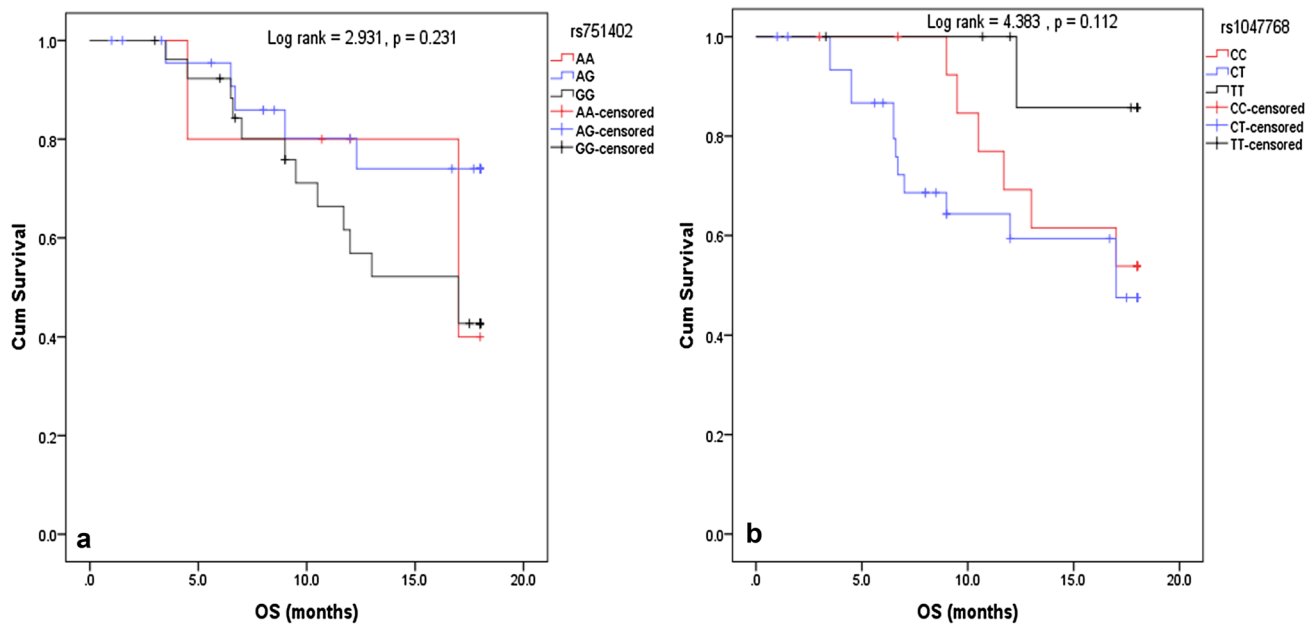 Log rank = 2.931 , p = 0.231
rs751402
AA
AG
GG
AA-censored
AG-censored
GG-censored
1.0
0.8
0.6
0.4
0.2
0.0
Cum Survival
a
.0 5.0 10.0 15.0 20.0
OS (months)
Log rank = 4.383 , p = 0.112
rs1047768
CC
CT
TT
CC-censored
CT-censored
TT-censored
1.0
0.8
0.6
0.4
0.2
0.0
Cum Survival
b
.0 5.0 10.0 15.0 20.0
OS (months)